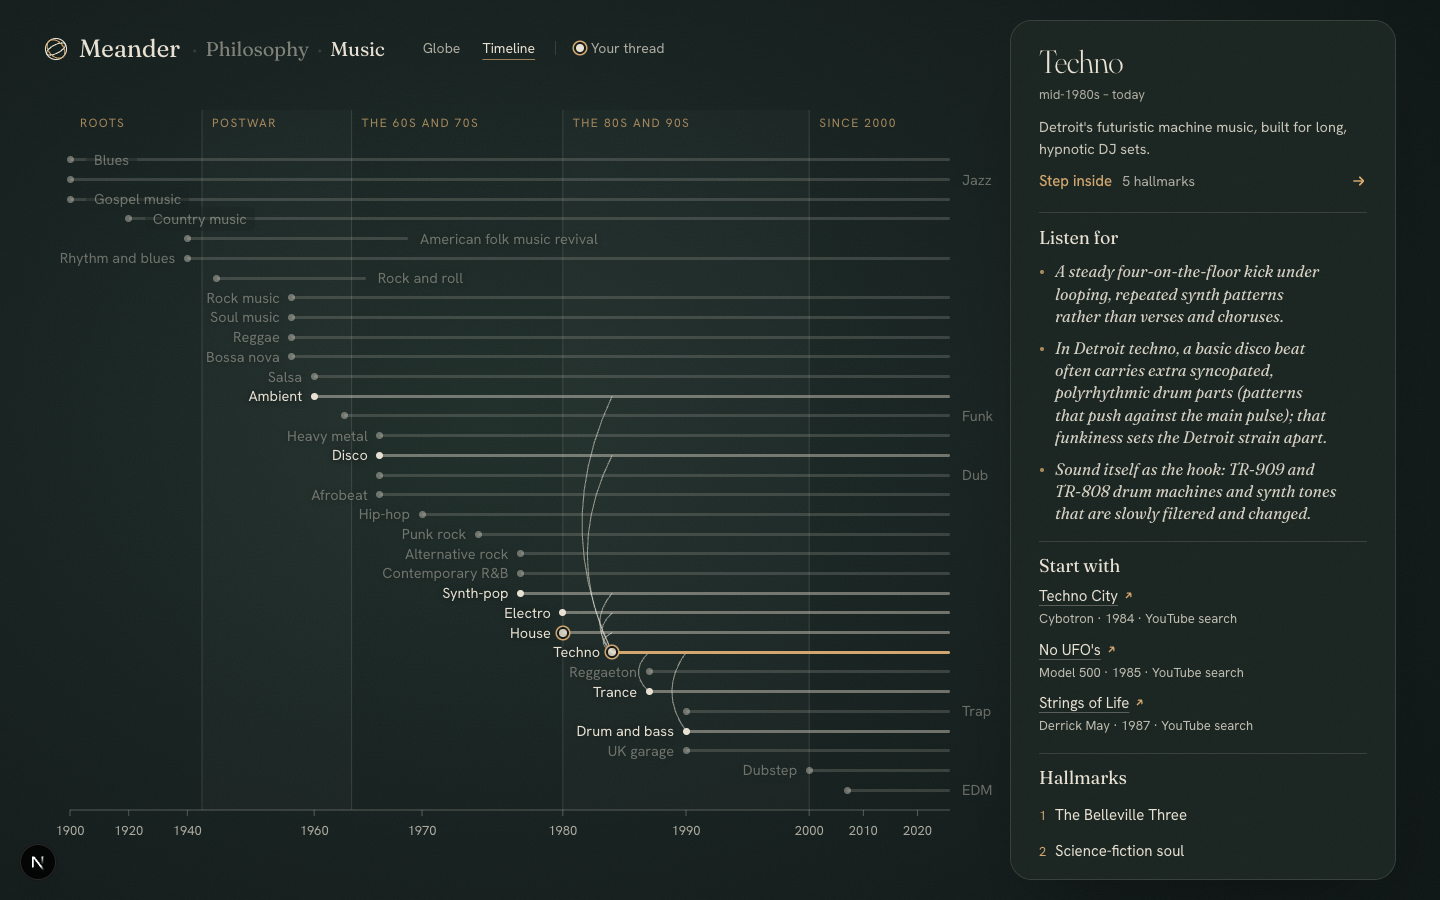 Meander · Philosophy · Music Globe Timeline Your thread
ROOTS POSTWAR THE 60S AND 70S THE 80S AND 90S SINCE 2000
Blues
Jazz
Gospel music
Country music
American folk music revival
Rhythm and blues
Rock and roll
Rock music
Soul music
Reggae
Bossa nova
Salsa
Ambient
Funk
Heavy metal
Disco
Dub
Afrobeat
Hip-hop
Punk rock
Alternative rock
Contemporary R&B
Synth-pop
Electro
House
Techno
Reggaeton
Trance
Trap
Drum and bass
UK garage
Dubstep
EDM
1900 1920 1940 1960 1970 1980 1990 2000 2010 2020
N
Techno
mid-1980s – today
Detroit's futuristic machine music, built for long,
hypnotic DJ sets.
Step inside 5 hallmarks →
Listen for
• A steady four-on-the-floor kick under
looping, repeated synth patterns
rather than verses and choruses.
• In Detroit techno, a basic disco beat
often carries extra syncopated,
polyrhythmic drum parts (patterns
that push against the main pulse); that
funkiness sets the Detroit strain apart.
• Sound itself as the hook: TR-909 and
TR-808 drum machines and synth tones
that are slowly filtered and changed.
Start with
Techno City ↗
Cybotron · 1984 · YouTube search
No UFO's ↗
Model 500 · 1985 · YouTube search
Strings of Life ↗
Derrick May · 1987 · YouTube search
Hallmarks
1 The Belleville Three
2 Science-fiction soul